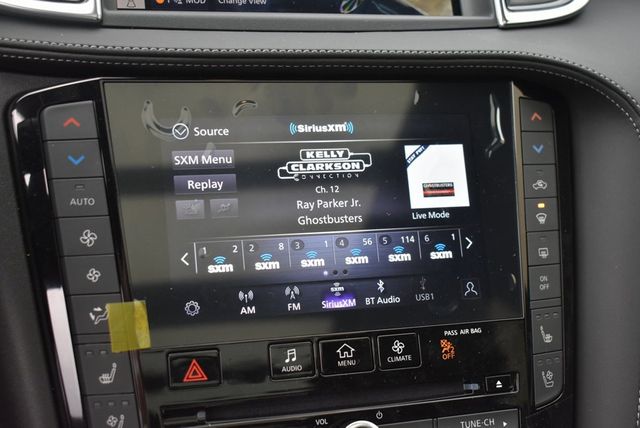 MOD Change View
Source
((SiriusXM))
SXM Menu
Replay
KELLY
CLARKSON
CONNECTION
Ch. 12
Ray Parker Jr.
Ghostbusters
GHOSTBUSTERS
Live Mode
1 2 2 8 3 1 4 56 5 114 6 1
sxm sxm sxm sxm sxm sxm
AM FM SiriusXM BT Audio USB1
AUTO
ON
OFF
AUDIO
MENU
CLIMATE
PASS AIR BAG
OFF
VOL
TUNE·CH